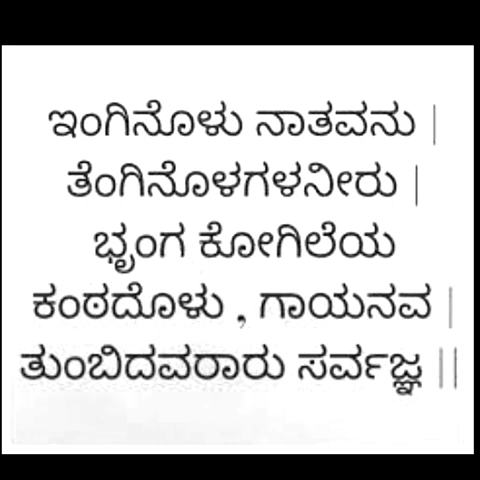 ಇಂಗಿನೊಳು ನಾತವನು |
ತೆಂಗಿನೊಳಗಳನೀರು |
ಭೃಂಗ ಕೋಗಿಲೆಯ
ಕಂಠದೊಳು , ಗಾಯನವ |
ತುಂಬಿದವರಾರು ಸರ್ವಜ್ಞ ||